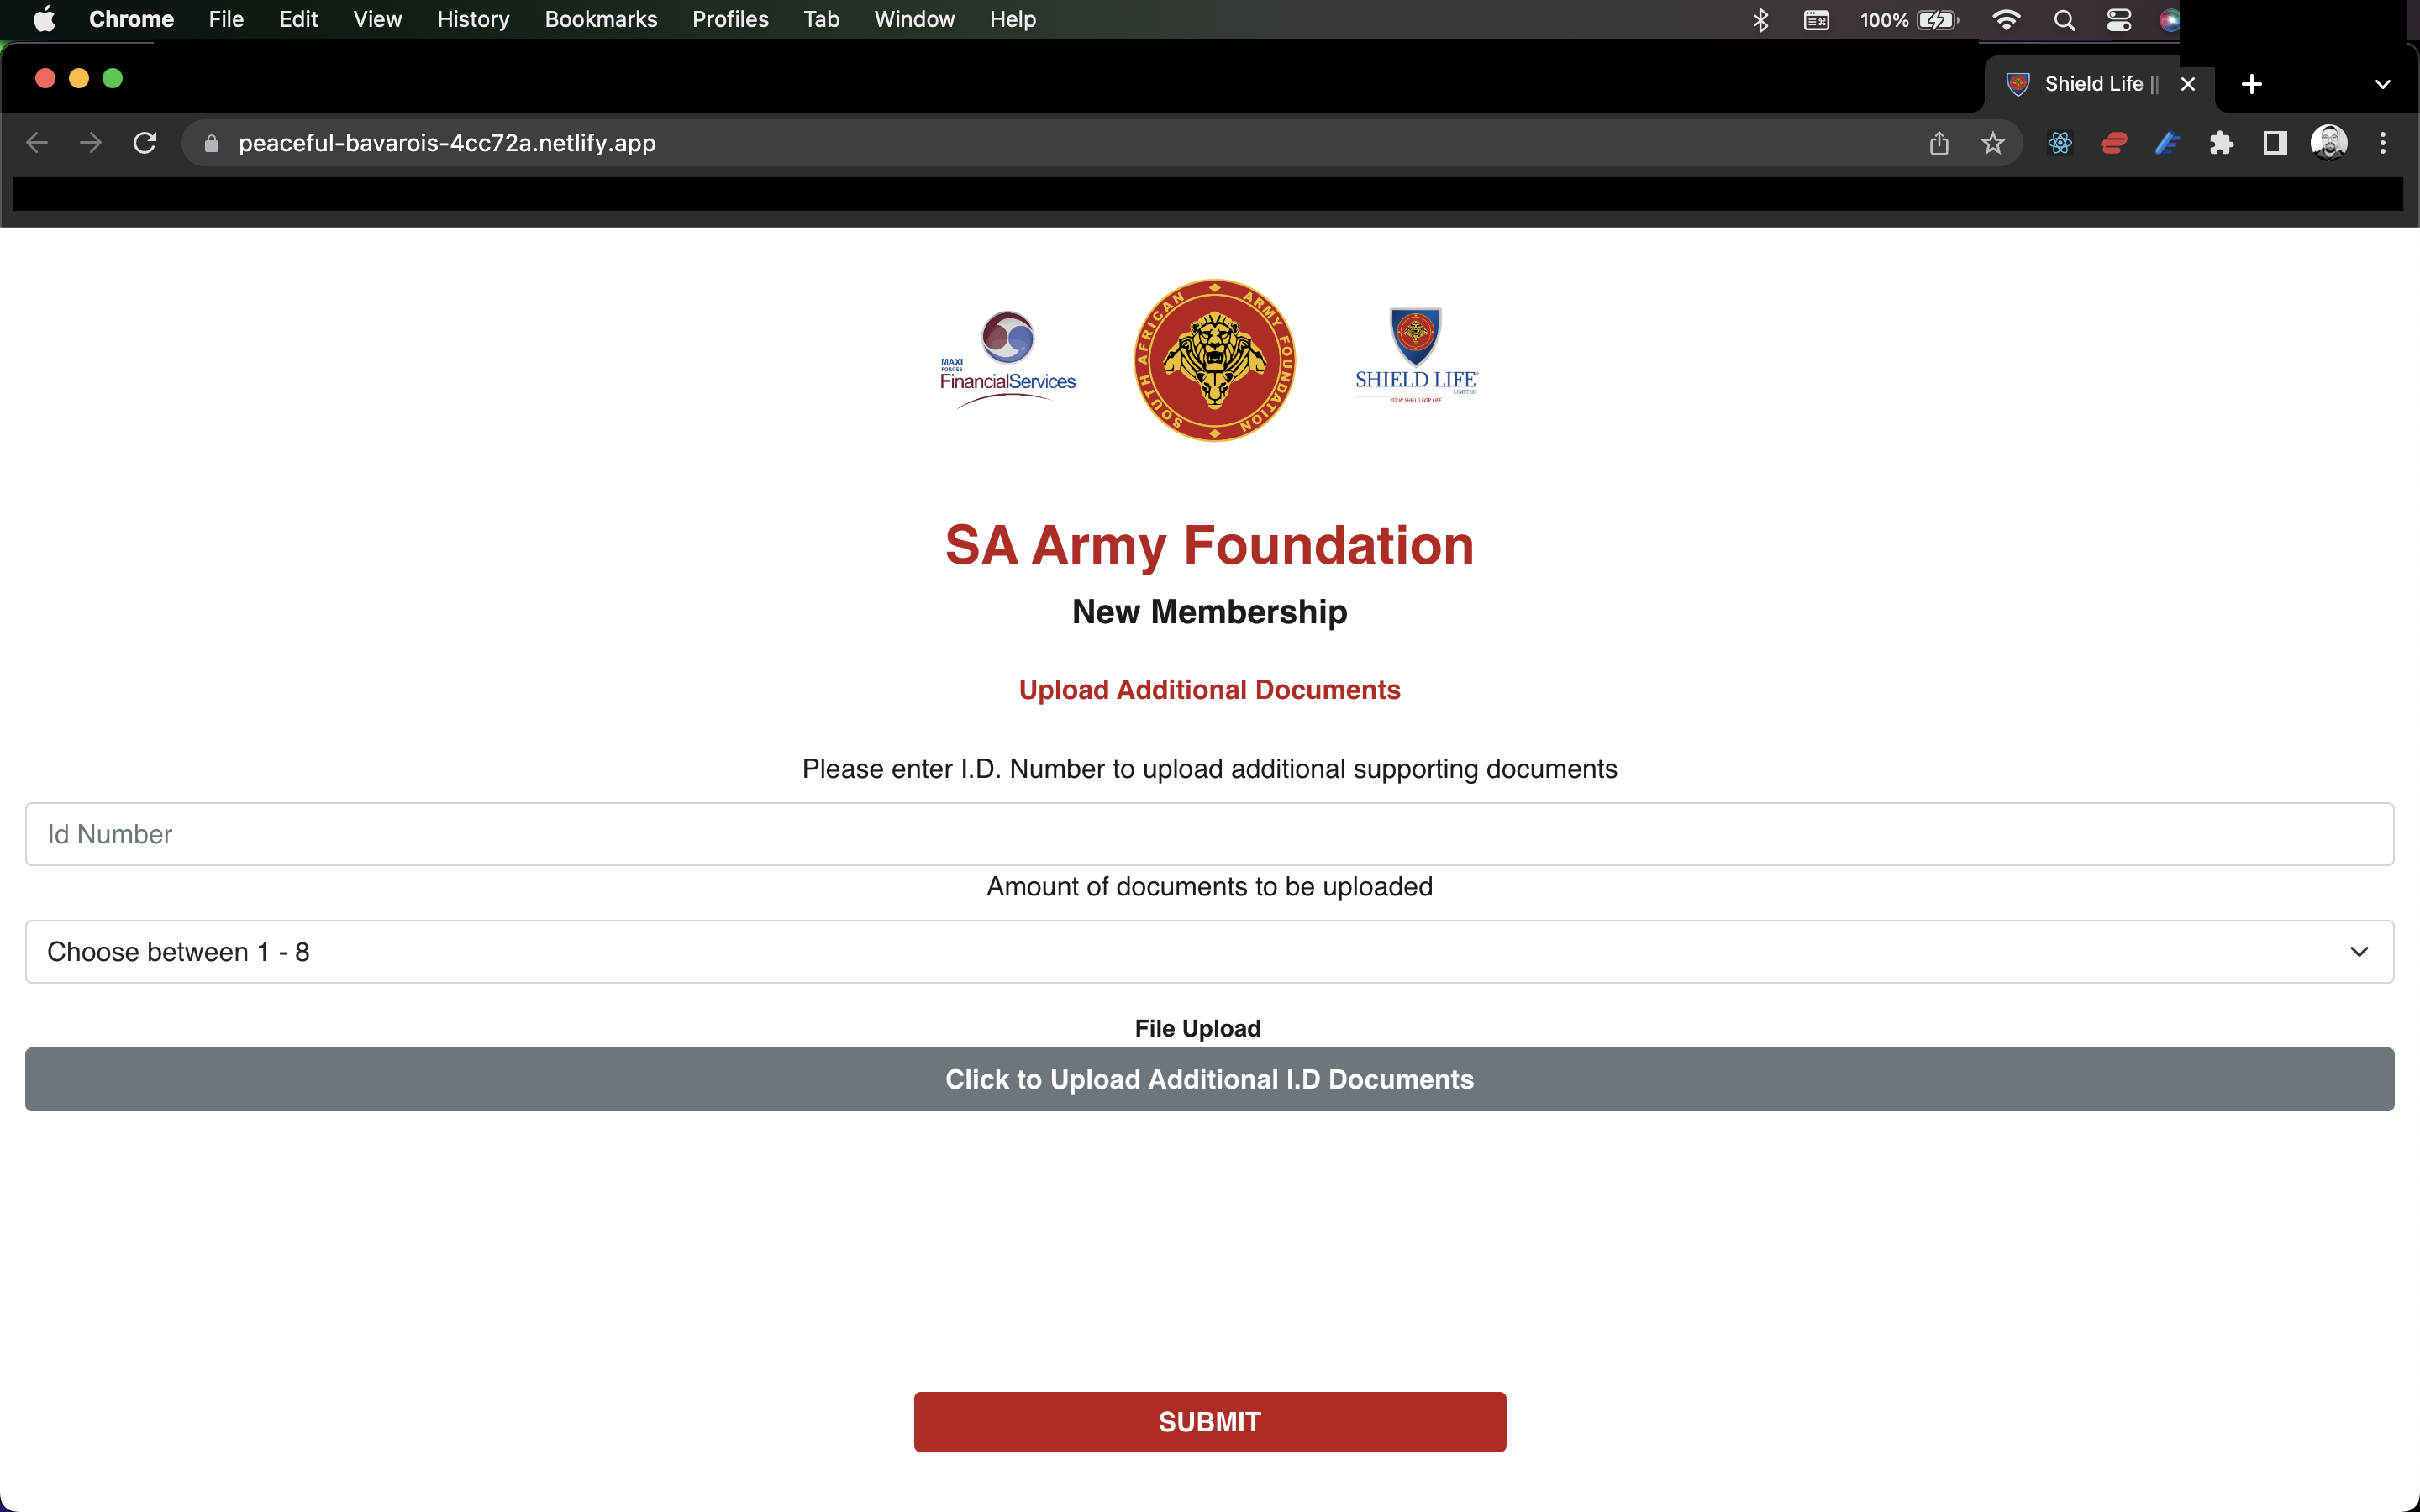 Chrome File Edit View History Bookmarks Profiles Tab Window Help 100%
Shield Life ||
peaceful-bavarois-4cc72a.netlify.app
MAXI
FORCES
FinancialServices
SOUTH AFRICAN ARMY FOUNDATION
SHIELD LIFE
LIMITED
YOUR SHIELD FOR LIFE
SA Army Foundation
New Membership
Upload Additional Documents
Please enter I.D. Number to upload additional supporting documents
Id Number
Amount of documents to be uploaded
Choose between 1 - 8
File Upload
Click to Upload Additional I.D Documents
SUBMIT